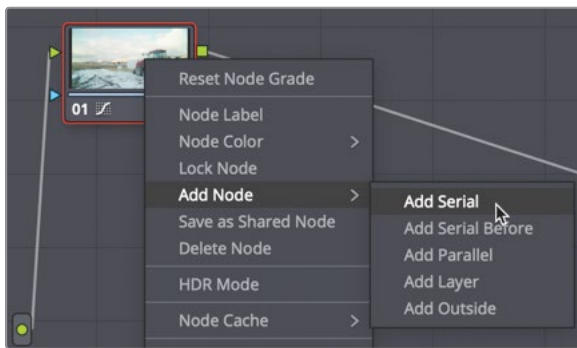 01
Reset Node Grade
Node Label
Node Color
Lock Node
Add Node
Save as Shared Node
Delete Node
HDR Mode
Node Cache
Add Serial
Add Serial Before
Add Parallel
Add Layer
Add Outside